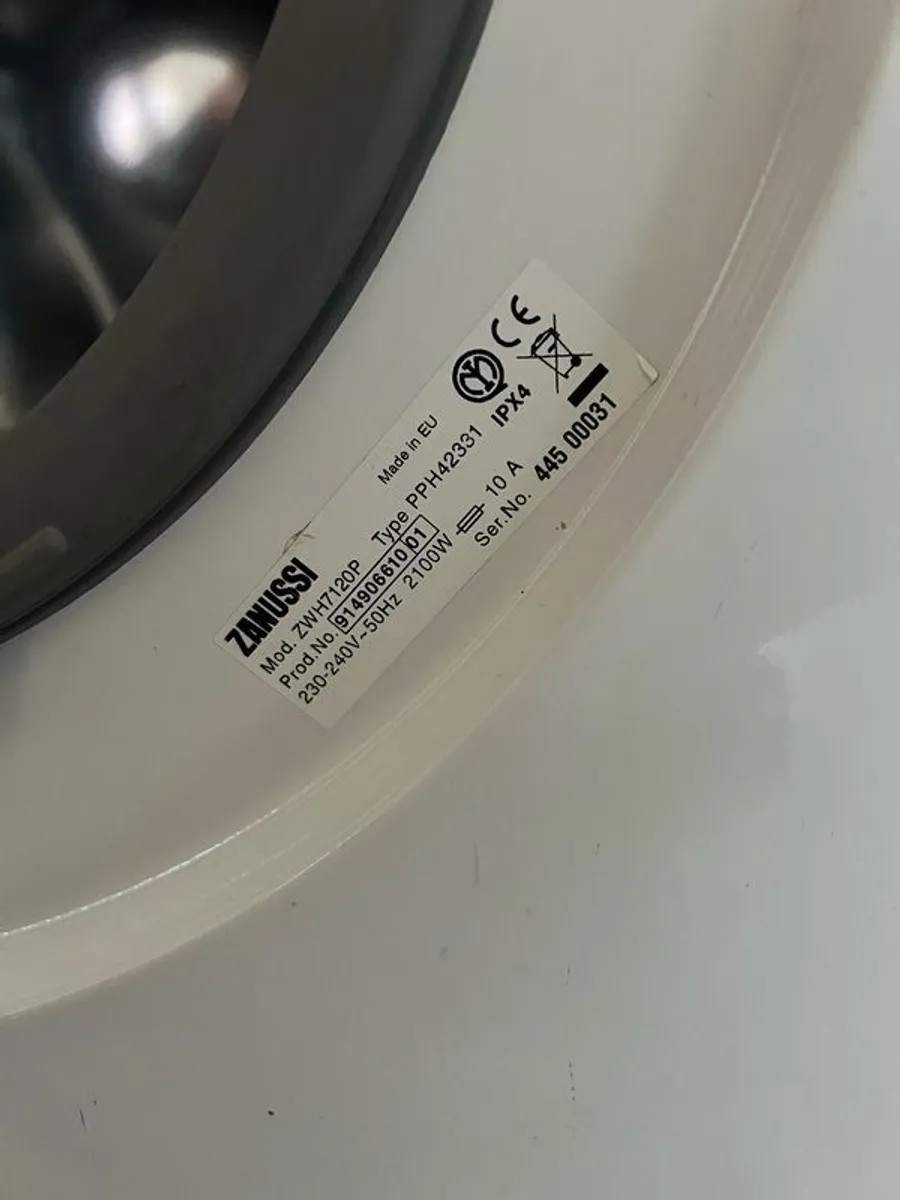 ZANUSSI
Made in EU
Mod. ZWH7120P Type PPH42331 IPX4
Prod.No. 914906610 01
230-240V~50Hz 2100W 10 A
Ser.No. 445 00031
CE